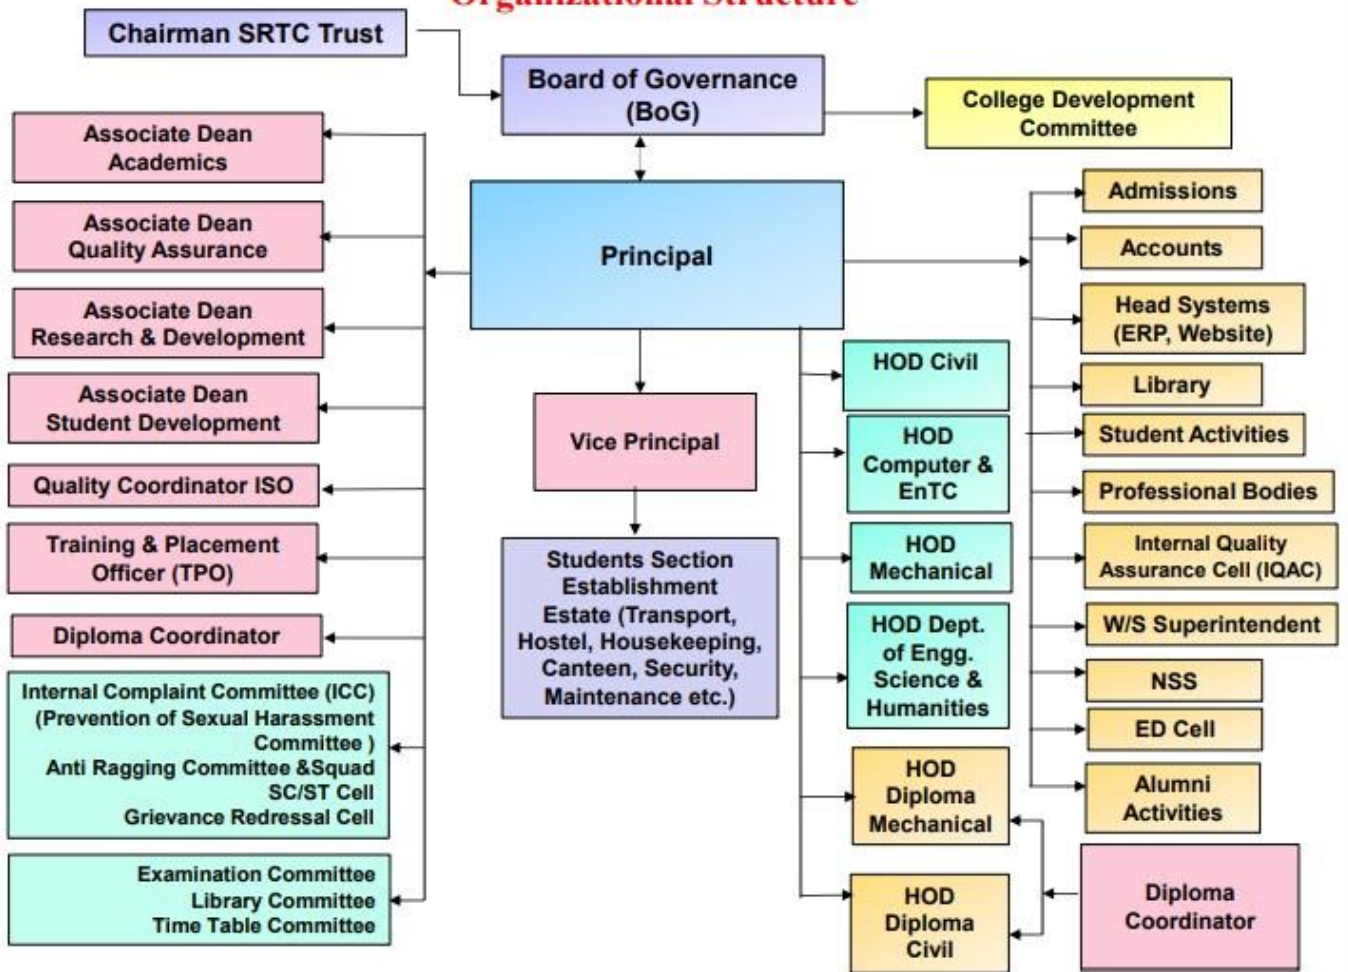 Organizational Structure
Chairman SRTC Trust
Board of Governance
(BoG)
College Development
Committee
Principal
Associate Dean
Academics
Associate Dean
Quality Assurance
Associate Dean
Research & Development
Associate Dean
Student Development
Quality Coordinator ISO
Training & Placement
Officer (TPO)
Diploma Coordinator
Internal Complaint Committee (ICC)
(Prevention of Sexual Harassment
Committee )
Anti Ragging Committee &Squad
SC/ST Cell
Grievance Redressal Cell
Examination Committee
Library Committee
Time Table Committee
Vice Principal
Students Section
Establishment
Estate (Transport,
Hostel, Housekeeping,
Canteen, Security,
Maintenance etc.)
HOD Civil
HOD
Computer &
EnTC
HOD
Mechanical
HOD Dept.
of Engg.
Science &
Humanities
HOD
Diploma
Mechanical
HOD
Diploma
Civil
Admissions
Accounts
Head Systems
(ERP, Website)
Library
Student Activities
Professional Bodies
Internal Quality
Assurance Cell (IQAC)
W/S Superintendent
NSS
ED Cell
Alumni
Activities
Diploma
Coordinator